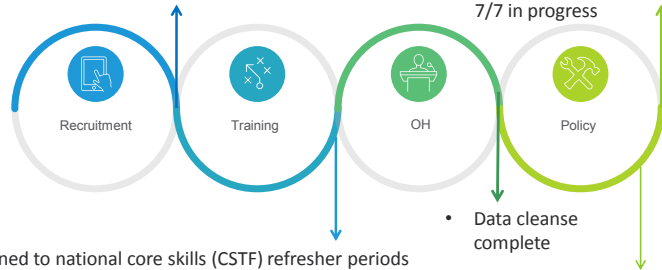 7/7 in progress
Recruitment
Training
OH
Policy
• Data cleanse
complete
ned to national core skills (CSTF) refresher periods